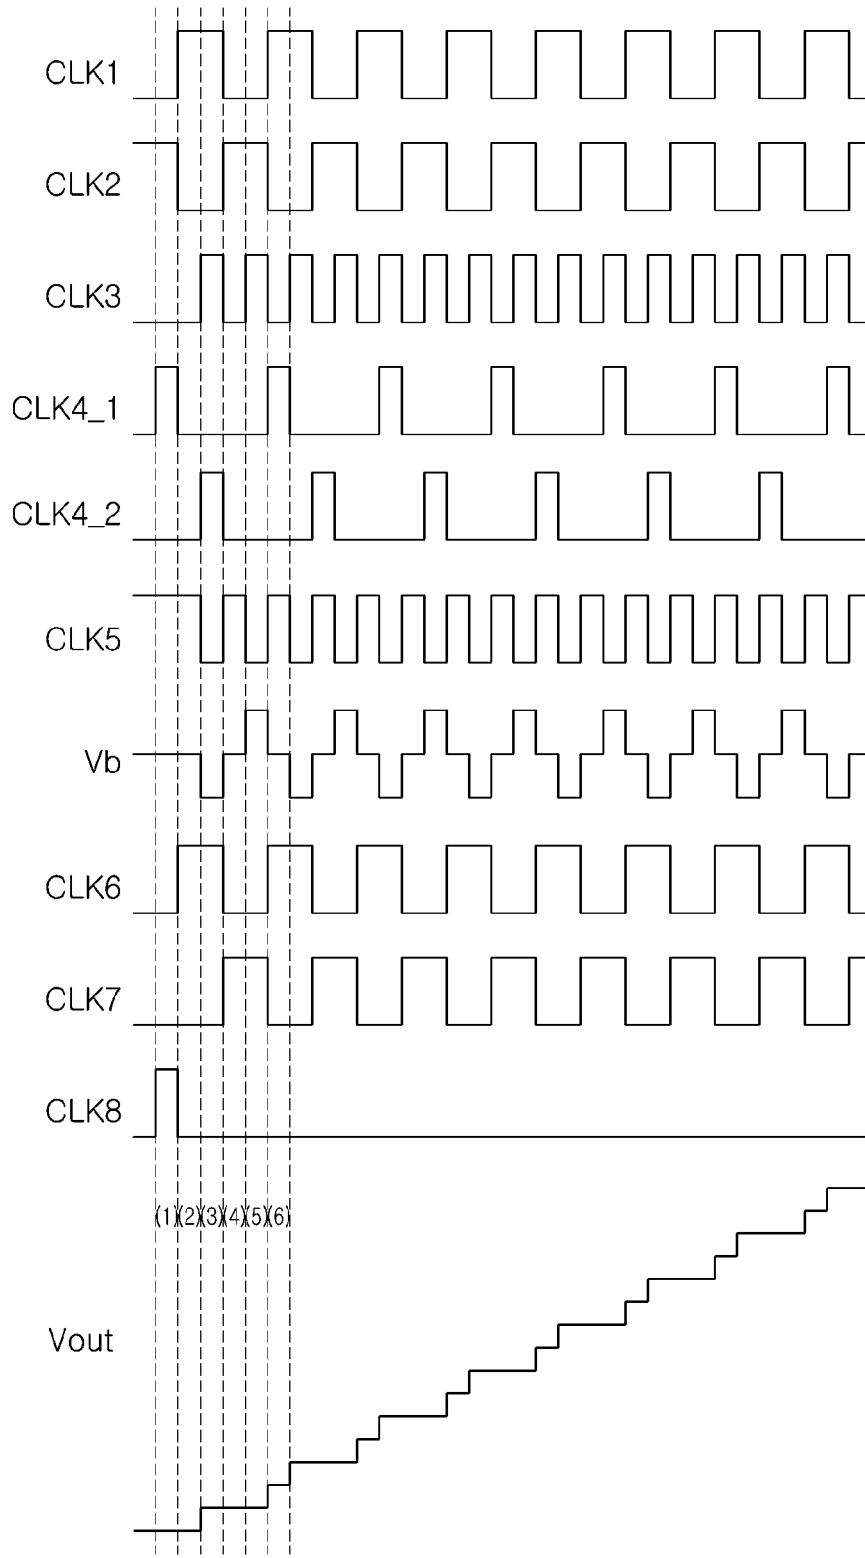 CLK1
CLK2
CLK3
CLK4_1
CLK4_2
CLK5
Vb
CLK6
CLK7
CLK8
(1)(2)(3)(4)(5)(6)
Vout